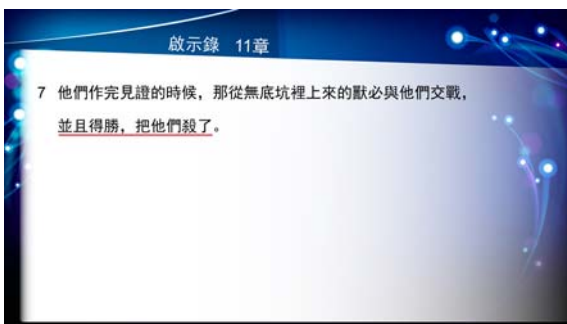 啟示錄 11章
7 他們作完見證的時候，那從無底坑裡上來的獸必與他們交戰，
並且得勝，把他們殺了。